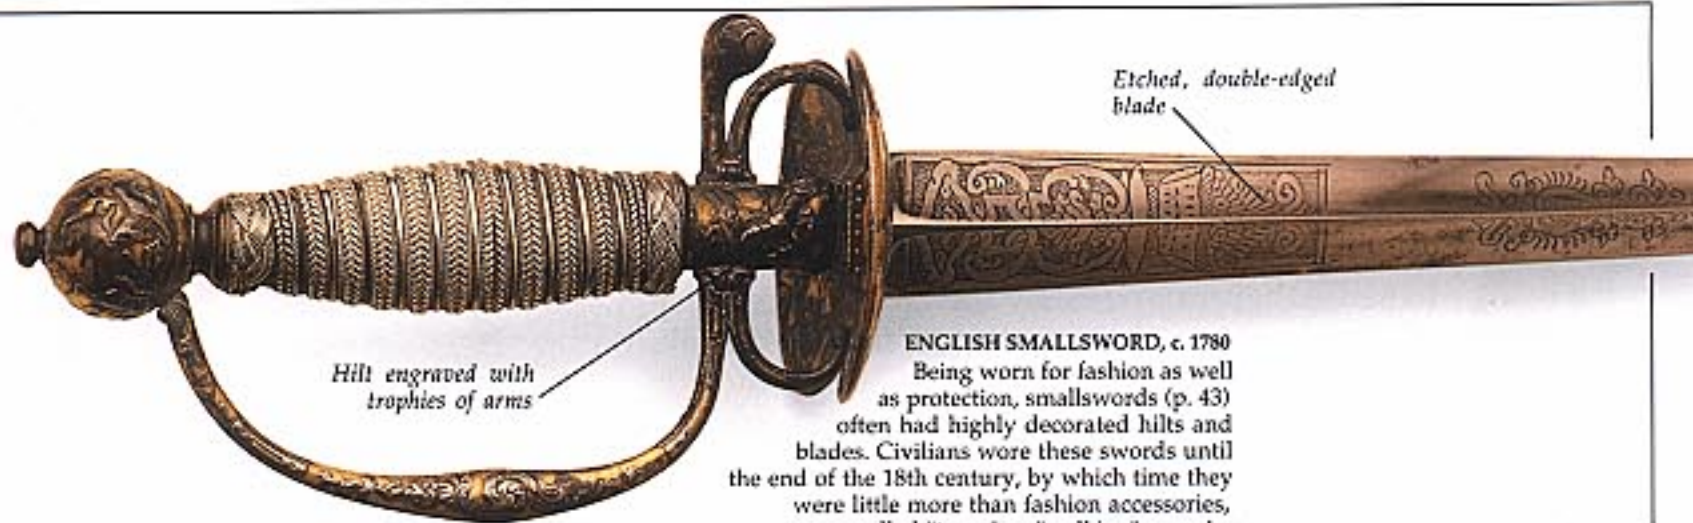 Etched, double-edged
blade
Hilt engraved with
trophies of arms
ENGLISH SMALLSWORD, c. 1780
Being worn for fashion as well
as protection, smallswords (p. 43)
often had highly decorated hilts and
blades. Civilians wore these swords until
the end of the 18th century, by which time they
were little more than fashion accessories,